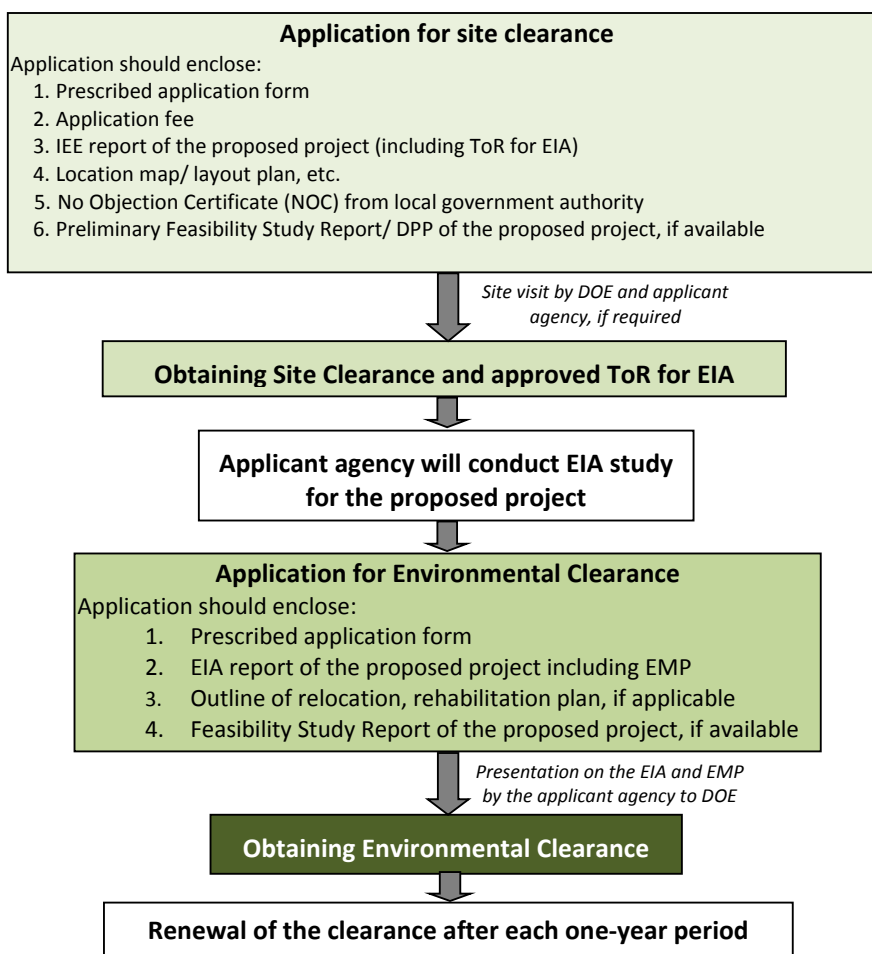 Application for site clearance
Application should enclose:
1. Prescribed application form
2. Application fee
3. IEE report of the proposed project (including ToR for EIA)
4. Location map/ layout plan, etc.
5. No Objection Certificate (NOC) from local government authority
6. Preliminary Feasibility Study Report/ DPP of the proposed project, if available
Site visit by DOE and applicant
agency, if required
Obtaining Site Clearance and approved ToR for EIA
Applicant agency will conduct EIA study
for the proposed project
Application for Environmental Clearance
Application should enclose:
1. Prescribed application form
2. EIA report of the proposed project including EMP
3. Outline of relocation, rehabilitation plan, if applicable
4. Feasibility Study Report of the proposed project, if available
Presentation on the EIA and EMP
by the applicant agency to DOE
Obtaining Environmental Clearance
Renewal of the clearance after each one-year period